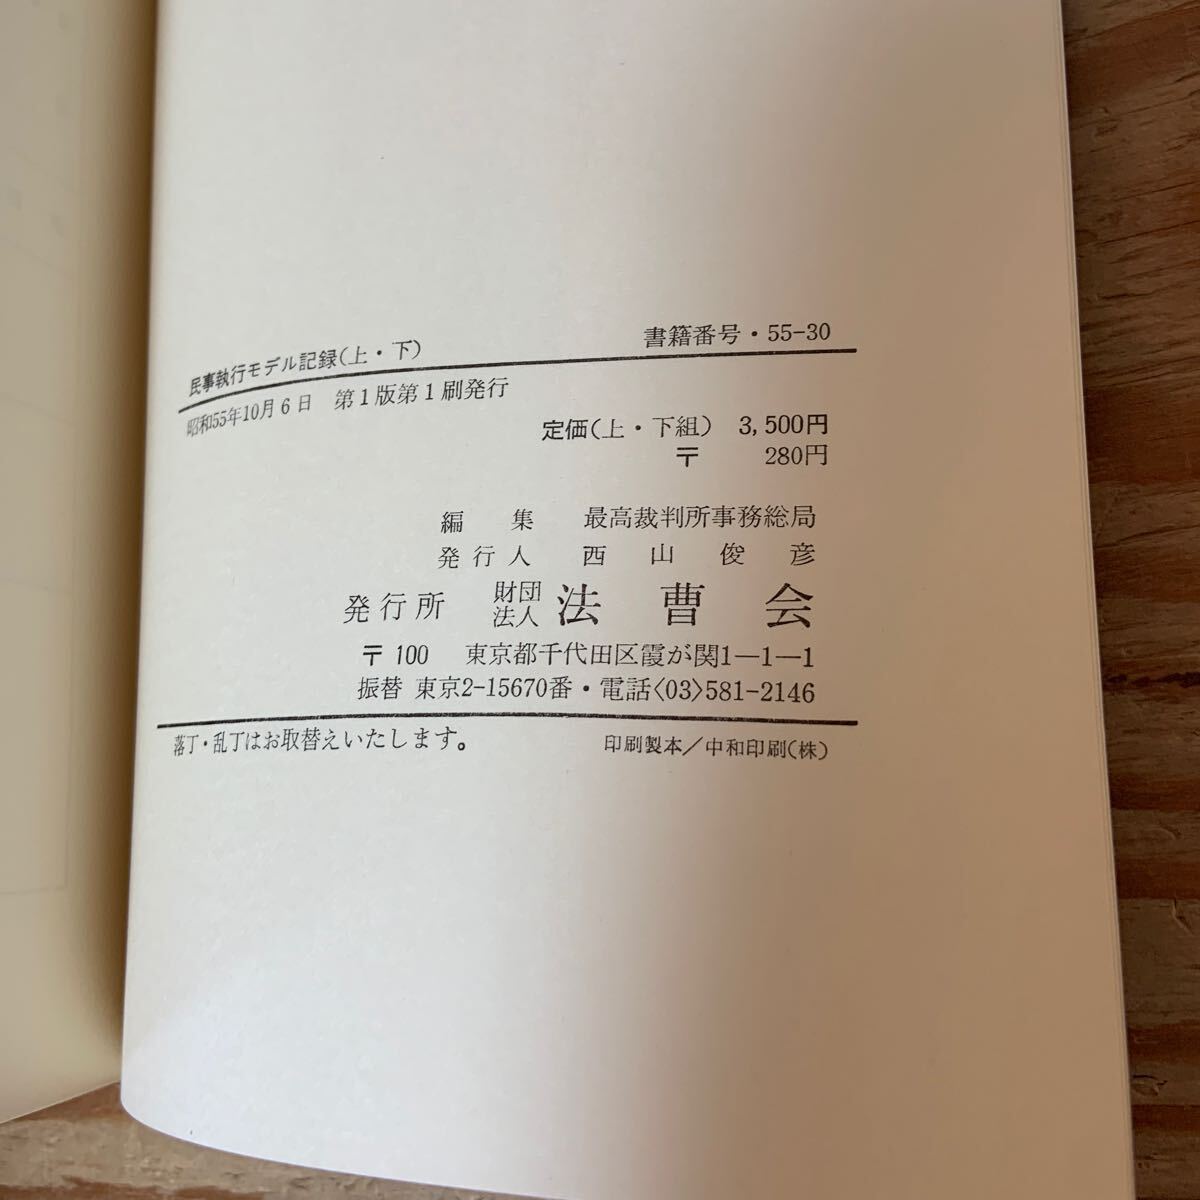 民事執行モデル記録(上・下) 書籍番号・55-30
昭和55年10月6日 第1版第1刷発行
定価(上・下組) 3,500円
〒 280円
編集 最高裁判所事務総局
発行人 西山俊彦
発行所 財団法人 法曹会
〒100 東京都千代田区霞が関1—1—1
振替 東京2-15670番・電話〈03〉581-2146
落丁・乱丁はお取替えいたします。 印刷製本/中和印刷(株)